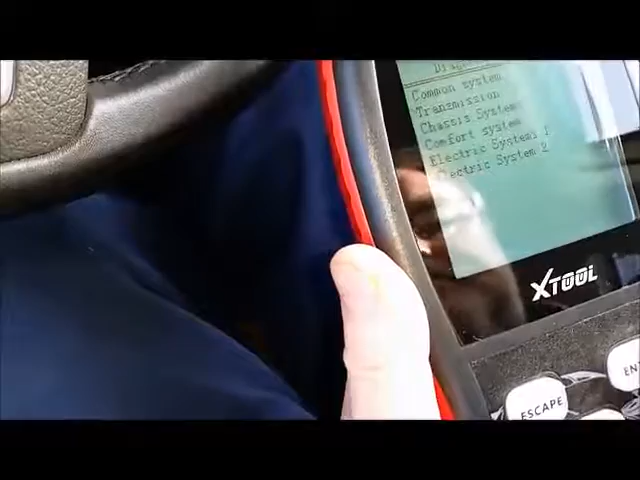 Common system
Transmission
Chassis System
Comfort system
Electric System 1
Electric System 2
XTOOL
ESCAPE